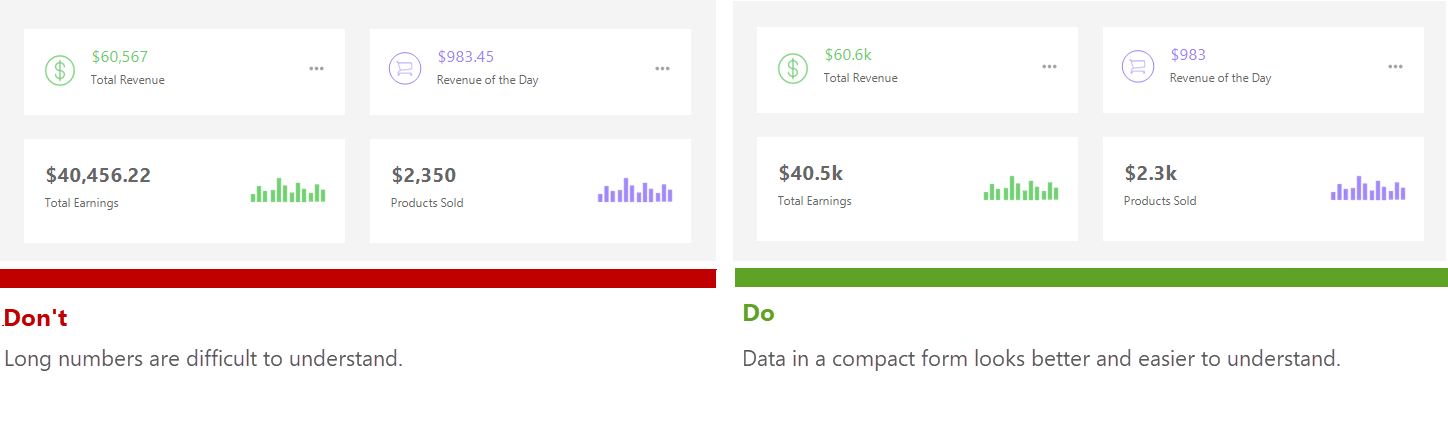 $60,567
Total Revenue
$983.45
Revenue of the Day
$40,456.22
Total Earnings
$2,350
Products Sold
Don't
Long numbers are difficult to understand.
$60.6k
Total Revenue
$983
Revenue of the Day
$40.5k
Total Earnings
$2.3k
Products Sold
Do
Data in a compact form looks better and easier to understand.